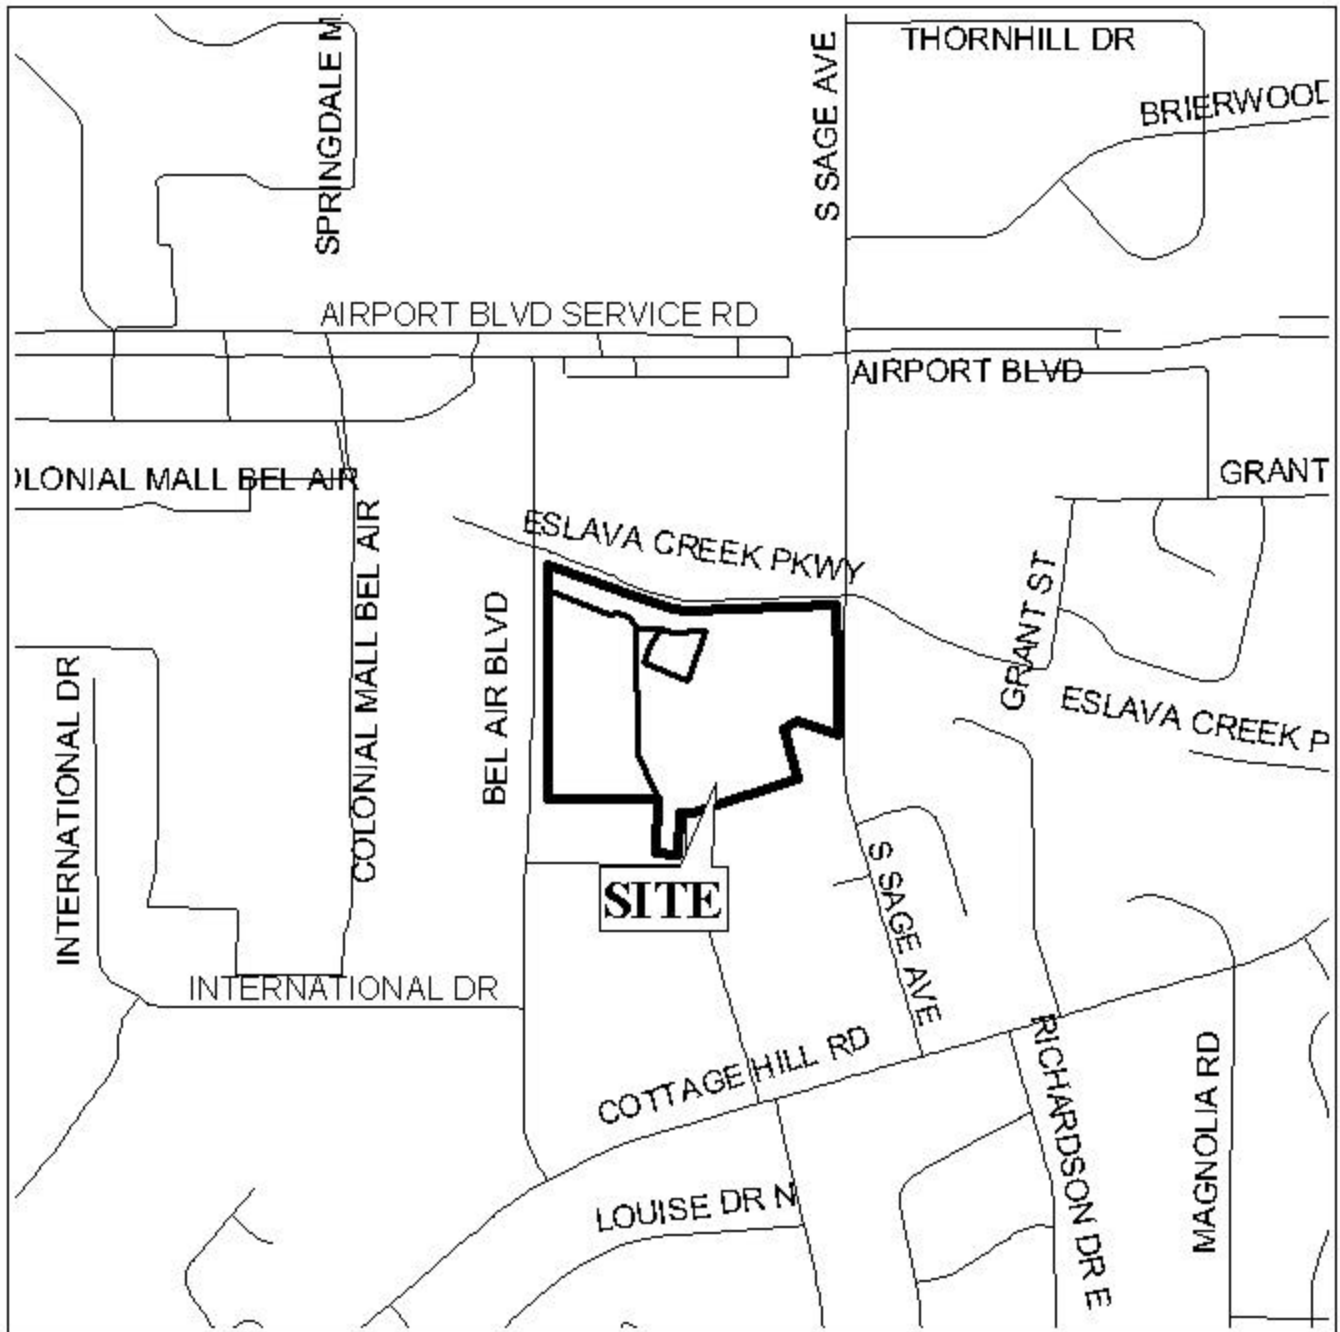 SPRINGDALE M
S SAGE AVE
THORNHILL DR
BRIERWOOD
AIRPORT BLVD SERVICE RD
AIRPORT BLVD
OLONIAL MALL BEL AIR
GRANT
ESLAVA CREEK PKWY
COLONIAL MALL BEL AIR
BEL AIR BLVD
GRANT ST
INTERNATIONAL DR
ESLAVA CREEK P
SITE
S SAGE AVE
INTERNATIONAL DR
COTTAGE HILL RD
RICHARDSON DR E
MAGNOLIA RD
LOUISE DR N